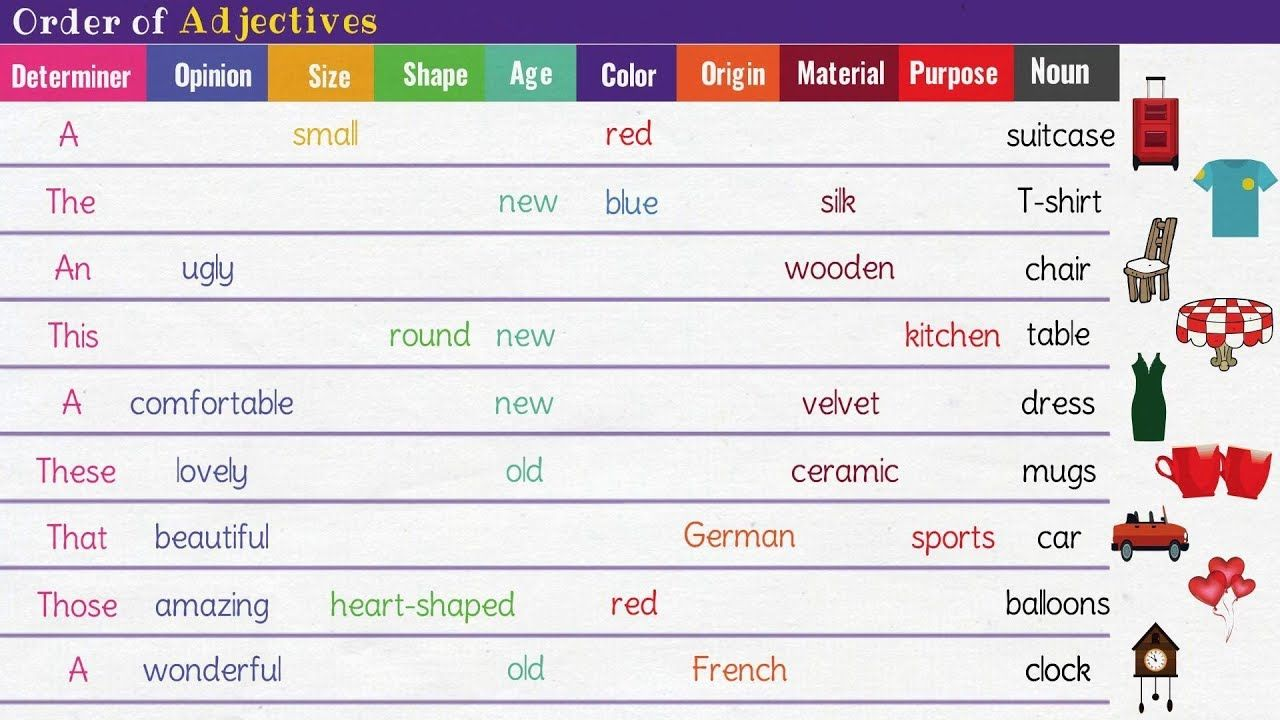 Order of Adjectives
Determiner Opinion Size Shape Age Color Origin Material Purpose Noun
A small red suitcase
The new blue silk T-shirt
An ugly wooden chair
This round new kitchen table
A comfortable new velvet dress
These lovely old ceramic mugs
That beautiful German sports car
Those amazing heart-shaped red balloons
A wonderful old French clock